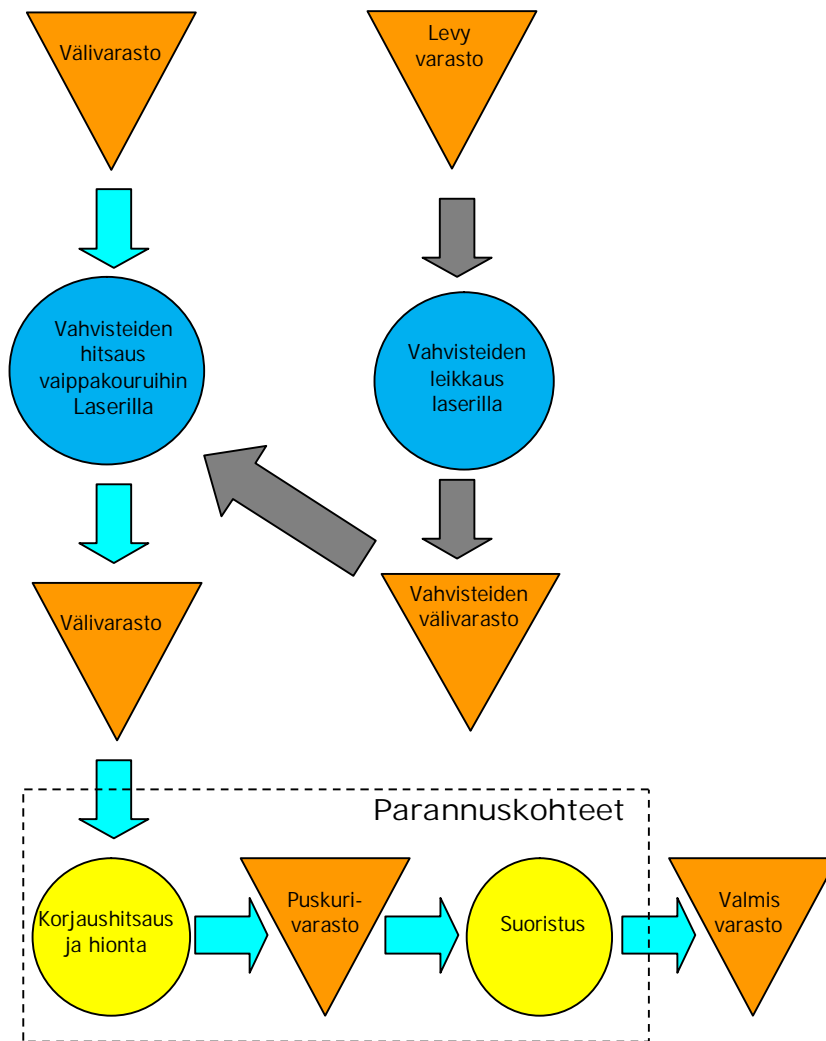 Välivarasto
Levy
varasto
Vahvisteiden
hitsaus
vaippakouruihin
Laserilla
Vahvisteiden
leikkaus
laserilla
Välivarasto
Vahvisteiden
välivarasto
Parannuskohteet
Korjaushitsaus
ja hionta
Puskuri-
varasto
Suoristus
Valmis
varasto